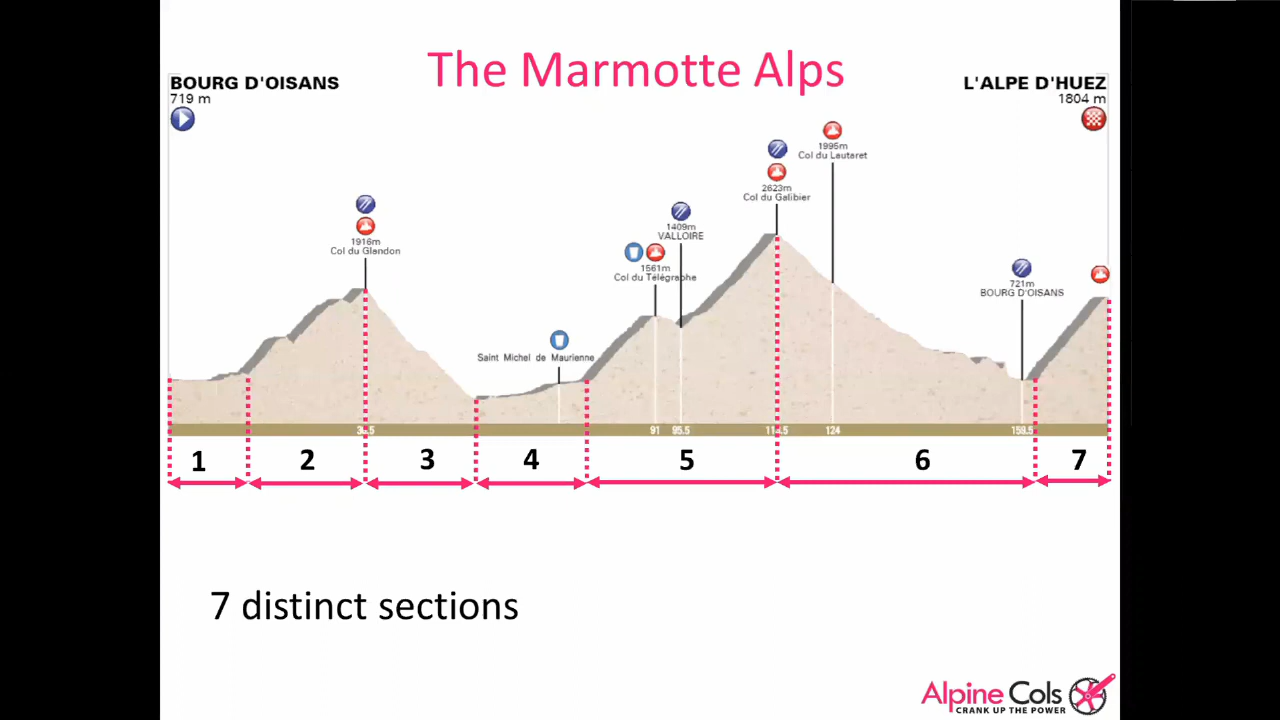 The Marmotte Alps
BOURG D'OISANS
719 m
L'ALPE D'HUEZ
1804 m
1995m
Col du Lautaret
2623m
Col du Galibier
1409m
VALLOIRE
1916m
Col du Glandon
1561m
Col du Télégraphe
721m
BOURG D'OISANS
Saint Michel de Maurienne
91
95.5
124
1
2
3
4
5
6
7
7 distinct sections
Alpine Cols
CRANK UP THE POWER